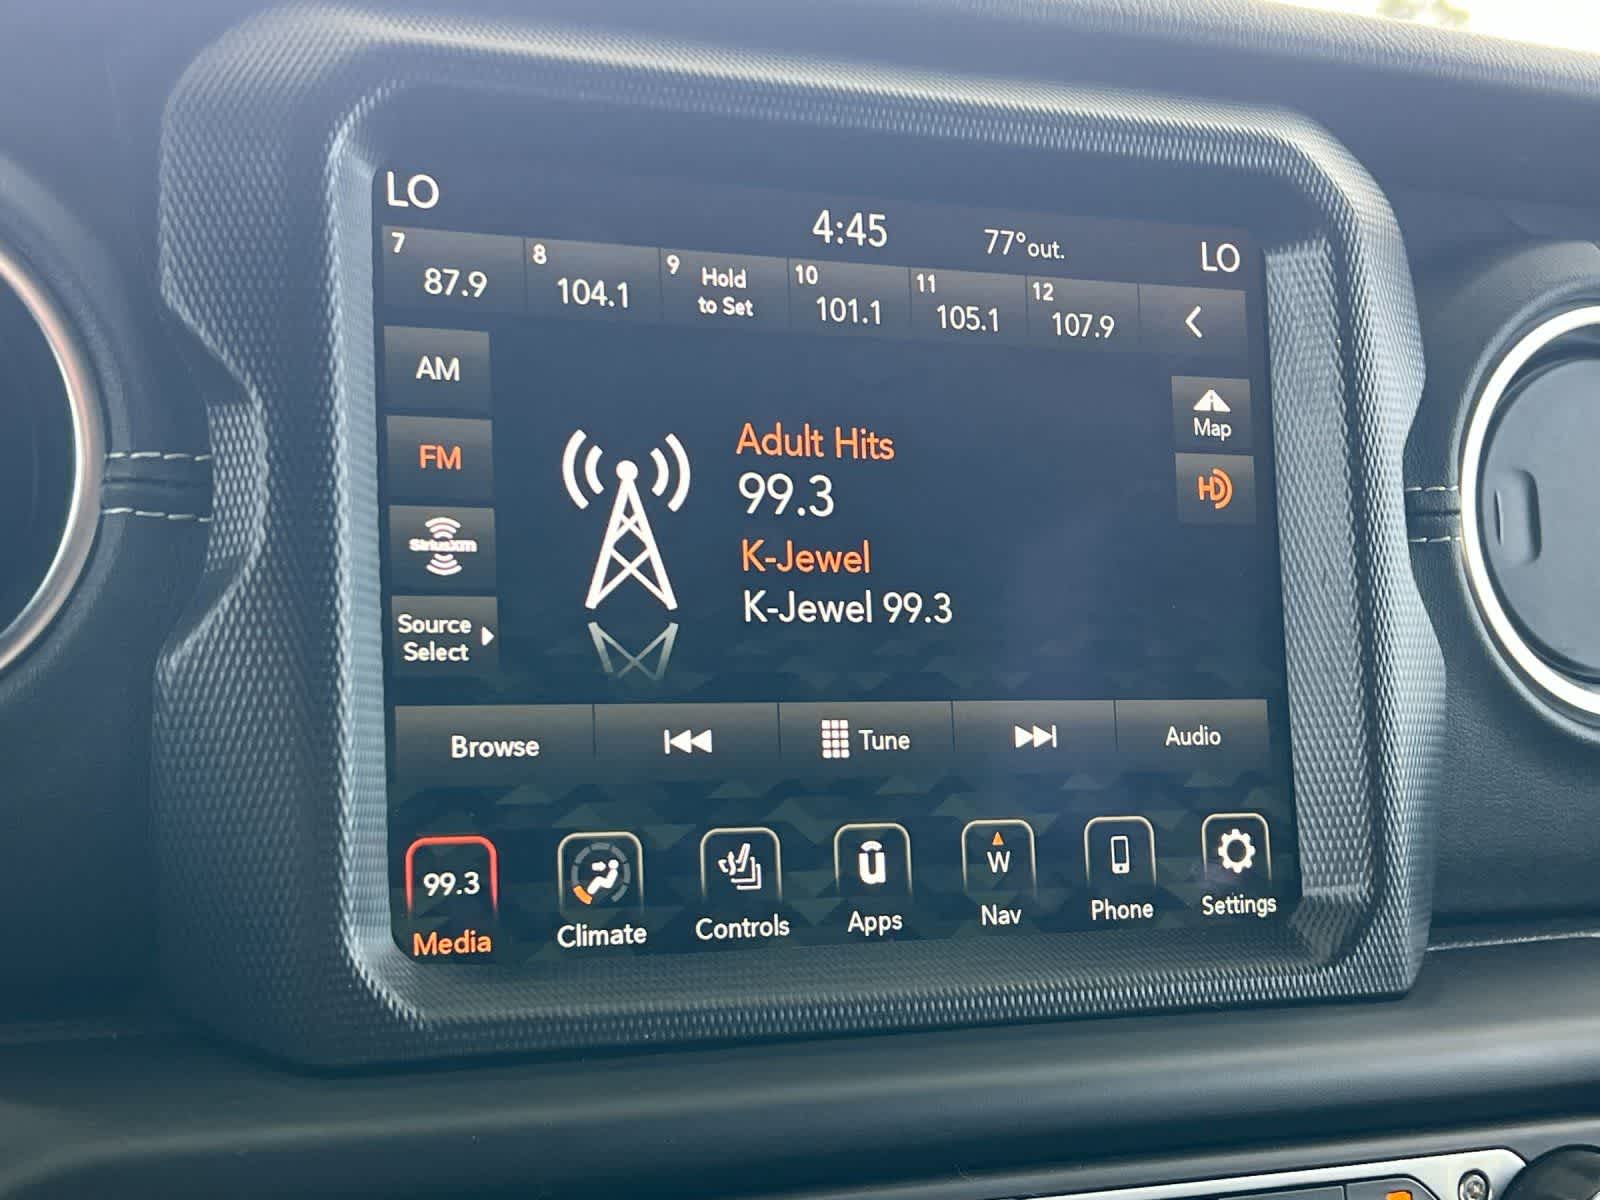 LO
4:45
77°out.
LO
7
87.9
8
104.1
9
Hold
to Set
10
101.1
11
105.1
12
107.9
AM
FM
SiriusXM
Source
Select
Adult Hits
99.3
K-Jewel
K-Jewel 99.3
Map
HD
Browse
Tune
Audio
99.3
Media
Climate
Controls
u
Apps
W
Nav
Phone
Settings